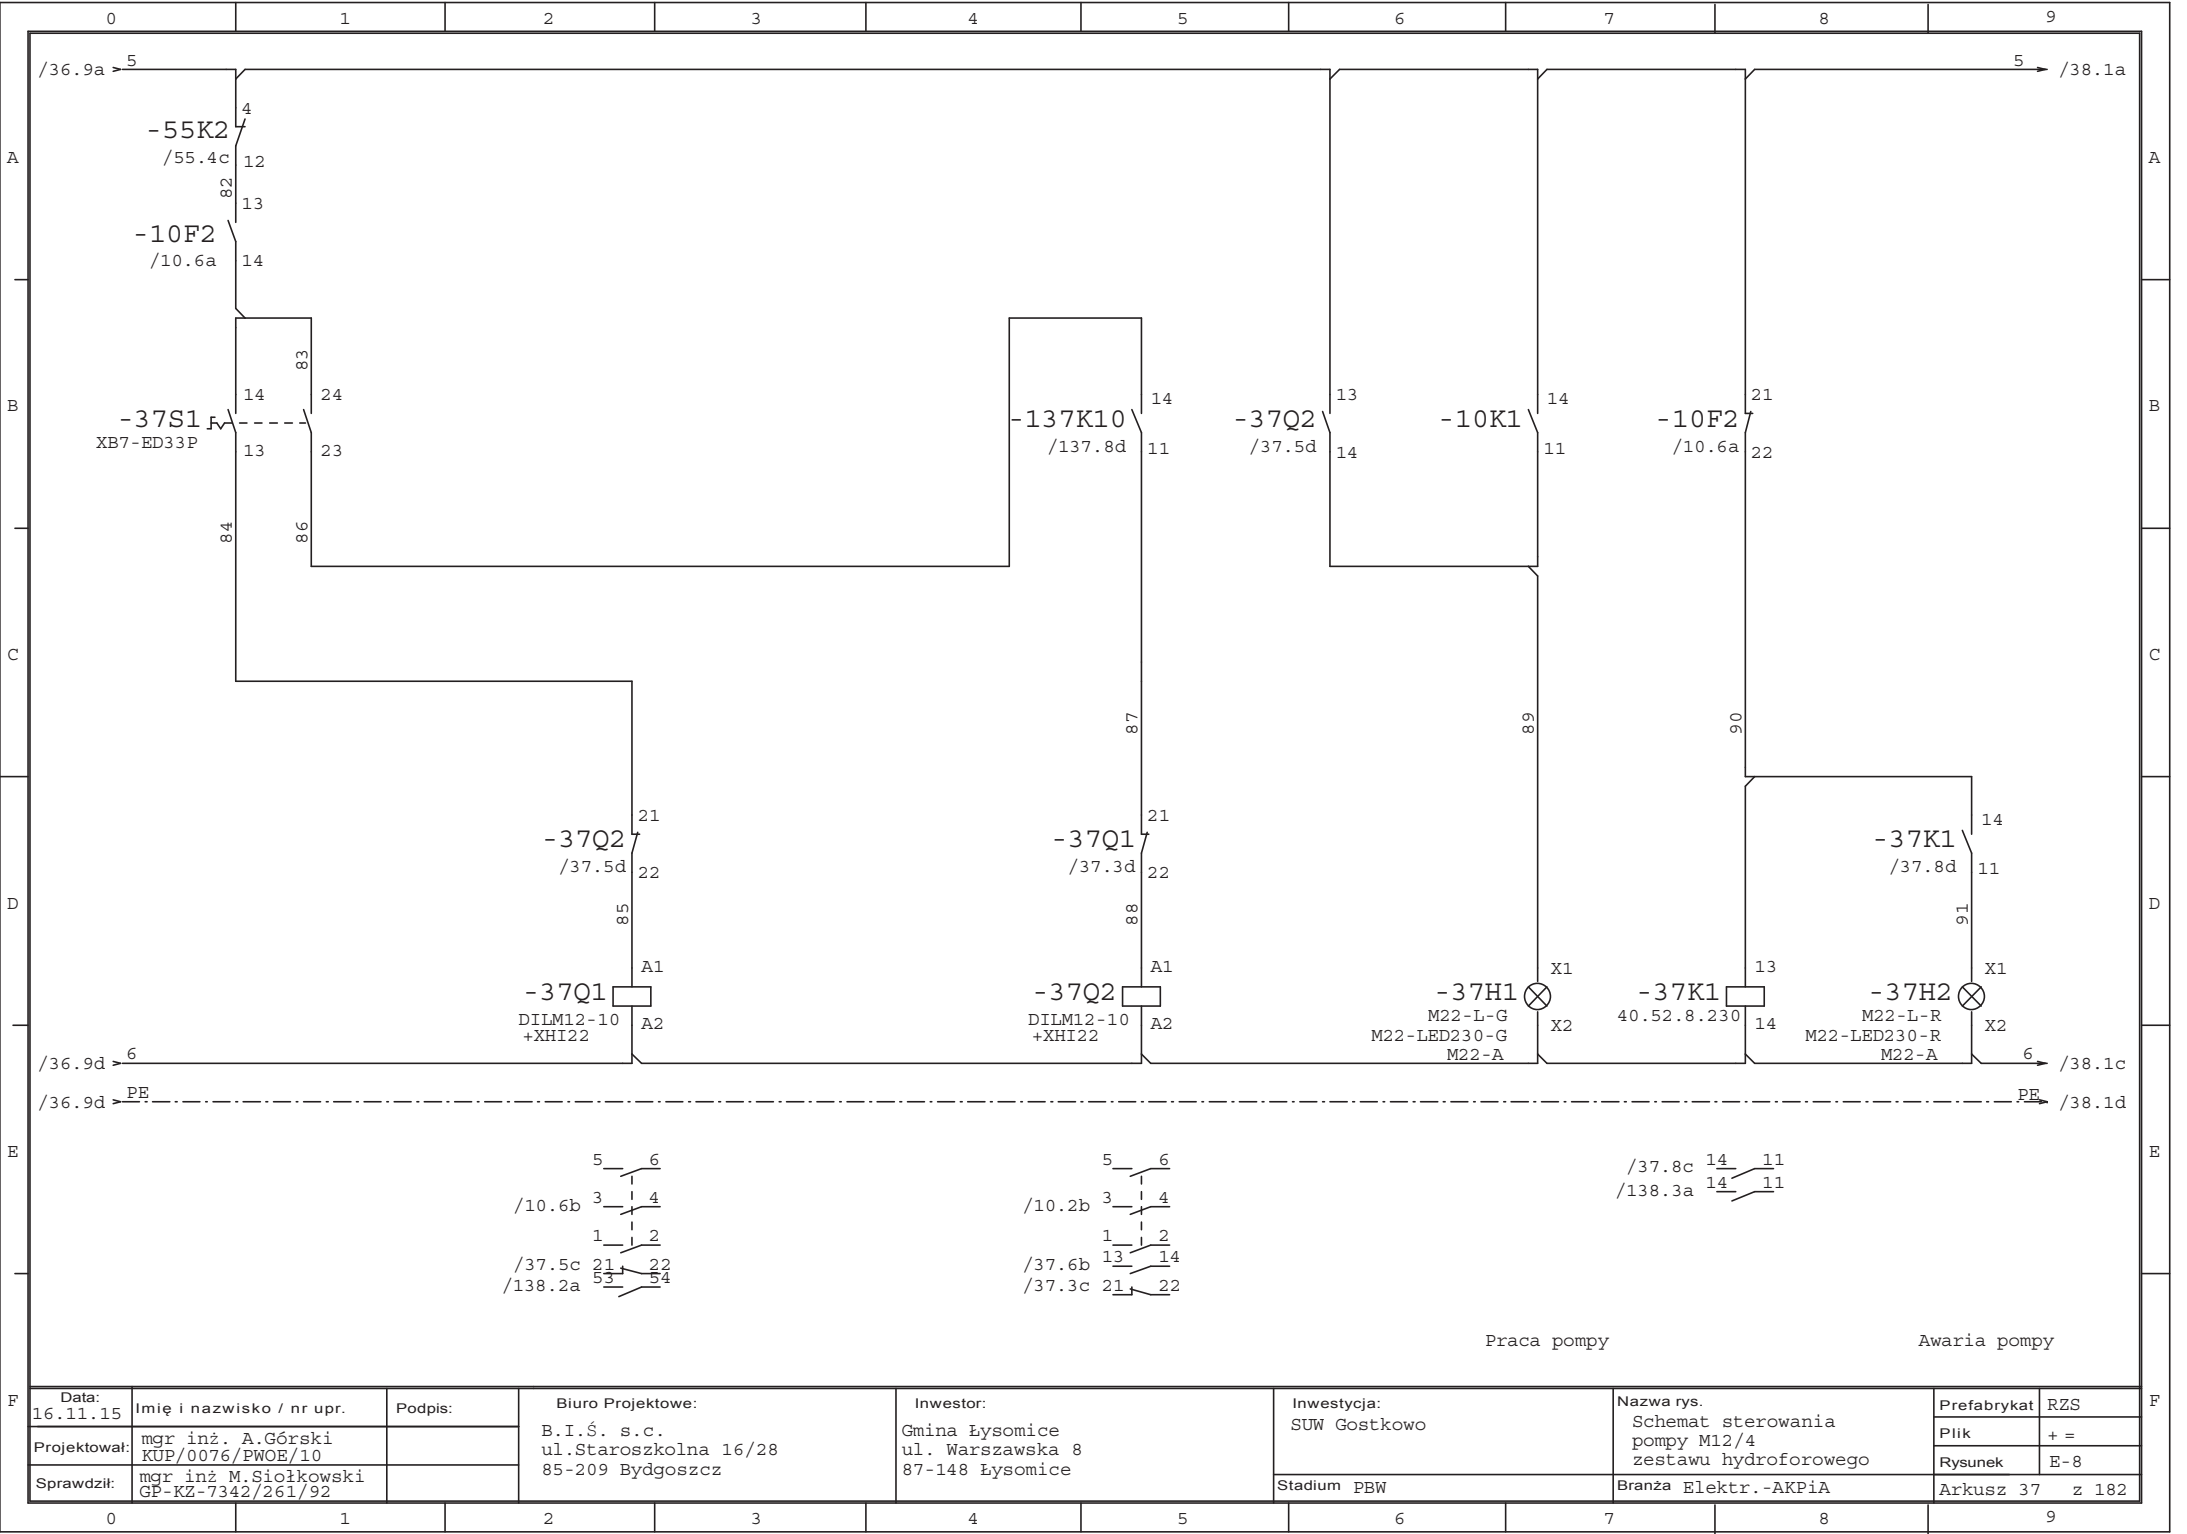 0 1 2 3 4 5 6 7 8 9
/36.9a 5 5 /38.1a
4
-55K2
/55.4c 12
A A
82
13
-10F2
/10.6a 14
83
14 24
B -37S1 B
XB7-ED33P
13 23
14
-137K10
/137.8d 11
13
-37Q2
/37.5d 14
14
-10K1
11
21
-10F2
/10.6a 22
84 86
C C
87 89 90
21
-37Q2
/37.5d 22
21
-37Q1
/37.3d 22
14
-37K1
/37.8d 11
D D
85 88 91
A1
-37Q1
DILM12-10
+XHI22
A2
A1
-37Q2
DILM12-10
+XHI22
A2
X1
-37H1
M22-L-G
M22-LED230-G
M22-A
X2
13
-37K1
40.52.8.230
14
X1
-37H2
M22-L-R
M22-LED230-R
M22-A
X2
/36.9d 6 6 /38.1c
/36.9d PE PE /38.1d
E E
5 6
/10.6b 3 4
1 2
/37.5c 21 22
/138.2a 53 54
5 6
/10.2b 3 4
1 2
/37.6b 13 14
/37.3c 21 22
/37.8c 14 11
/138.3a 14 11
Praca pompy
Awaria pompy
F F
Data:
16.11.15
Imię i nazwisko / nr upr.
Podpis:
Projektował:
mgr inż. A.Górski
KUP/0076/PWOE/10
Sprawdził:
mgr inż M.Siołkowski
GP-KZ-7342/261/92
Biuro Projektowe:
B.I.Ś. s.c.
ul.Staroszkolna 16/28
85-209 Bydgoszcz
Inwestor:
Gmina Łysomice
ul. Warszawska 8
87-148 Łysomice
Inwestycja:
SUW Gostkowo
Stadium PBW
Nazwa rys.
Schemat sterowania
pompy M12/4
zestawu hydroforowego
Branża Elektr.-AKPiA
Prefabrykat RZS
Plik + =
Rysunek E-8
Arkusz 37 z 182
0 1 2 3 4 5 6 7 8 9